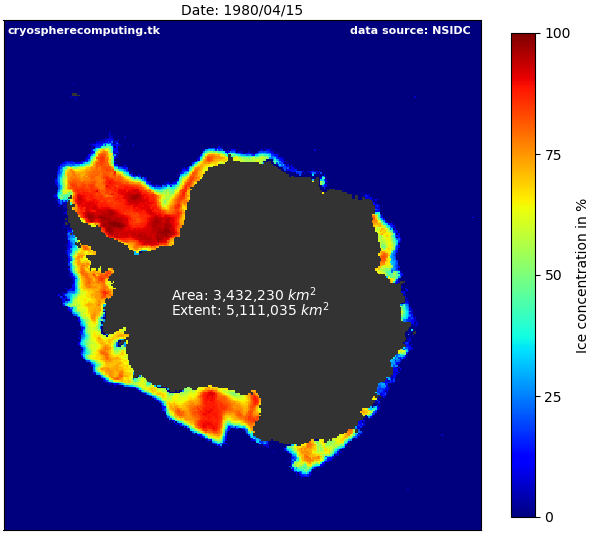 Date: 1980/04/15
cryospherecomputing.tk
data source: NSIDC
Area: 3,432,230 km²
Extent: 5,111,035 km²
100
75
50
25
0
Ice concentration in %